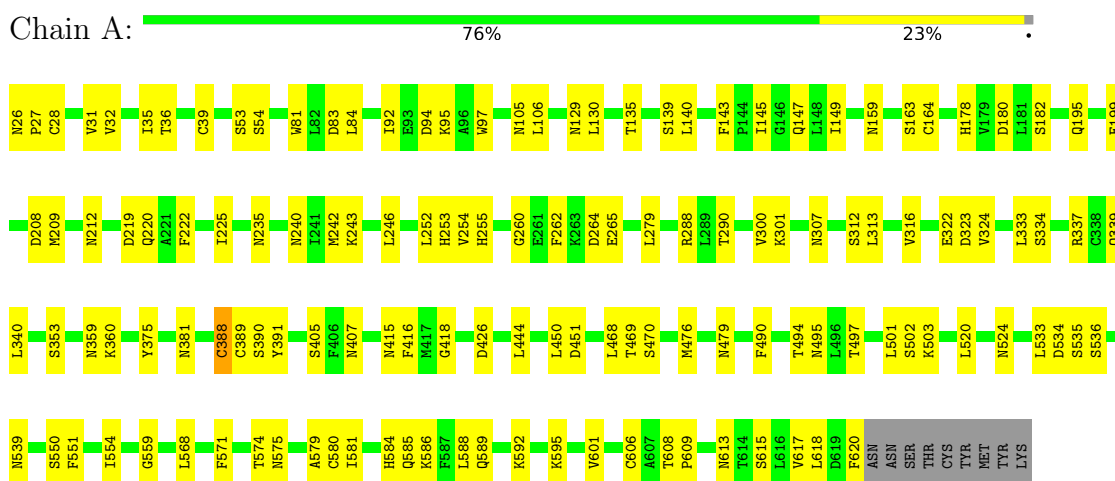 Chain A:
76% 23% •
N26 P27 C28 V31 V32 I35 T36 C39 S53 S54 W81 L82 D83 L84 I92 E93 D94 K95 A96 W97 N105 L106 N129 L130 T135 S139 L140 F143 P144 I145 G146 Q147 L148 I149 N159 S163 C164 H178 V179 D180 L181 S182 Q195
D208 M209 N212 D219 Q220 A221 F222 I225 N235 N240 I241 M242 K243 L246 L252 H253 V254 H255 G260 E261 F262 K263 D264 E265 L279 R288 L289 T290 V300 K301 N307 S312 L313 V316 E322 D323 V324 L333 S334 R337 C338
L340 S353 N359 K360 Y375 N381 C388 C389 S390 Y391 S405 F406 N407 N415 F416 M417 G418 D426 L444 L450 D451 L468 T469 S470 M476 N479 F490 T494 N495 L496 T497 L501 S502 K503 L520 N524 L533 D534 S535 S536
N539 S550 F551 I554 G559 L568 F571 T574 N575 A579 C580 I581 H584 Q585 K586 F587 L588 Q589 K592 K595 V601 C606 A607 T608 P609 N613 T614 S615 L616 V617 L618 D619 F620 ASN ASN SER THR CYS TYR MET TYR LYS